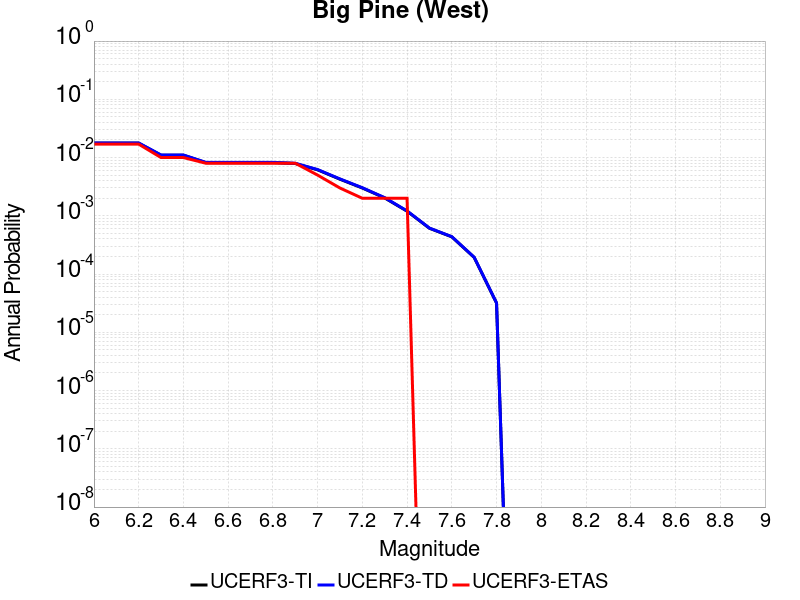 Big Pine (West)
10^0
10^-1
10^-2
10^-3
10^-4
10^-5
10^-6
10^-7
10^-8
Annual Probability
6 6.2 6.4 6.6 6.8 7 7.2 7.4 7.6 7.8 8 8.2 8.4 8.6 8.8 9
Magnitude
UCERF3-TI UCERF3-TD UCERF3-ETAS